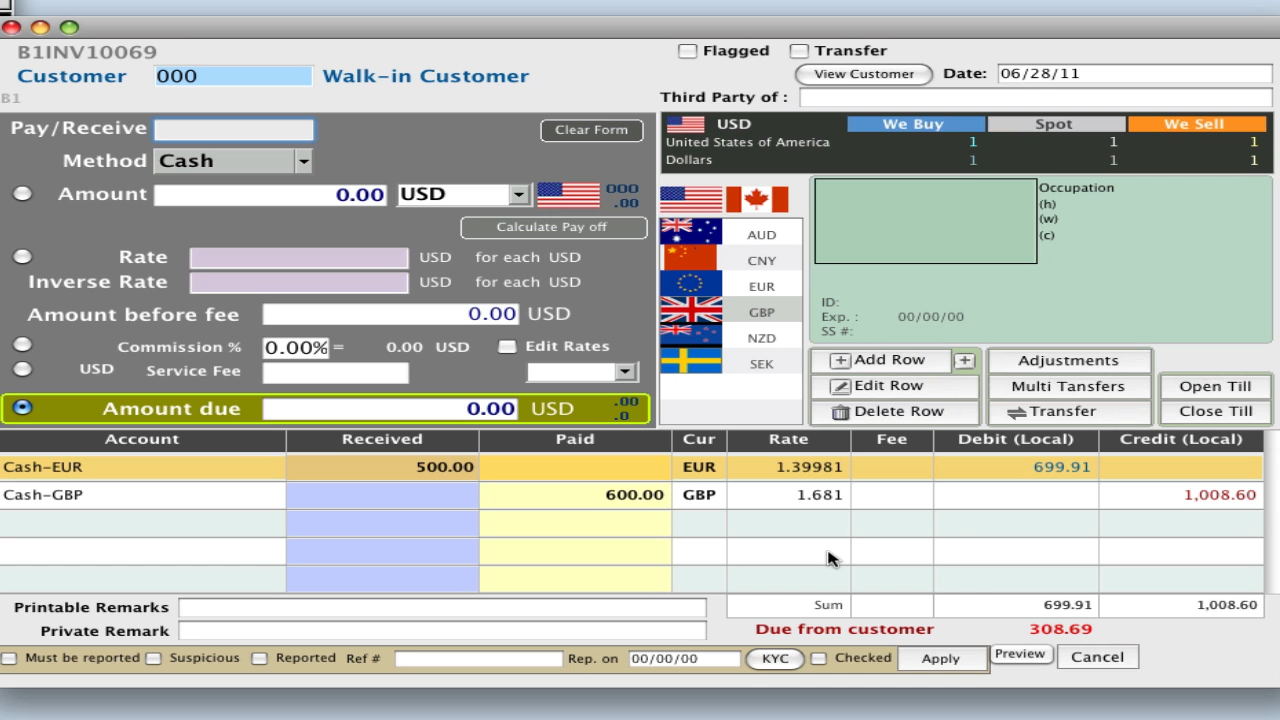 B1INV10069
Flagged Transfer
Customer 000 Walk-in Customer
View Customer Date: 06/28/11
B1
Third Party of :
Pay/Receive
Clear Form
Method Cash
Amount 0.00 USD 000 .00
Calculate Pay off
Rate USD for each USD
Inverse Rate USD for each USD
Amount before fee 0.00 USD
Commission % 0.00% = 0.00 USD Edit Rates
USD Service Fee
Amount due 0.00 USD .00 .0
USD We Buy Spot We Sell
United States of America 1 1 1
Dollars 1 1 1
AUD
CNY
EUR
GBP
NZD
SEK
Occupation
(h)
(w)
(c)
ID:
Exp. : 00/00/00
SS #:
+ Add Row + Adjustments
Edit Row Multi Tansfers Open Till
Delete Row Transfer Close Till
Account Received Paid Cur Rate Fee Debit (Local) Credit (Local)
Cash-EUR 500.00 EUR 1.39981 699.91
Cash-GBP 600.00 GBP 1.681 1,008.60
Printable Remarks Sum 699.91 1,008.60
Private Remark Due from customer 308.69
Must be reported Suspicious Reported Ref # Rep. on 00/00/00 KYC Checked Apply Preview Cancel